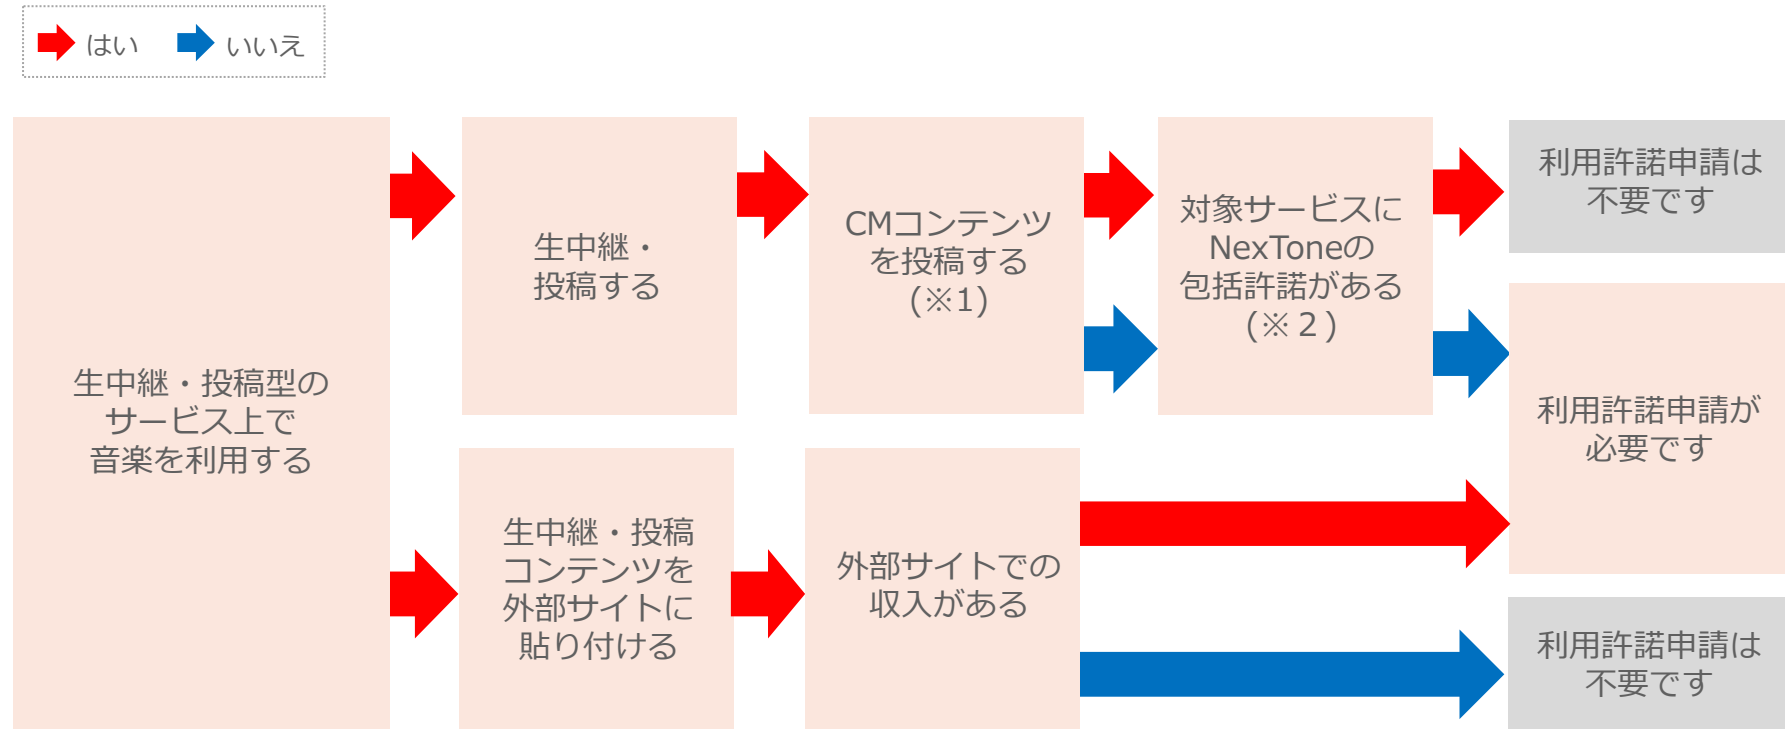 はい
いいえ
生中継・投稿型の
サービス上で
音楽を利用する
生中継・
投稿する
CMコンテンツ
を投稿する
(※1)
対象サービスに
NexToneの
包括許諾がある
(※２)
利用許諾申請は
不要です
利用許諾申請が
必要です
生中継・投稿
コンテンツを
外部サイトに
貼り付ける
外部サイトでの
収入がある
利用許諾申請は
不要です